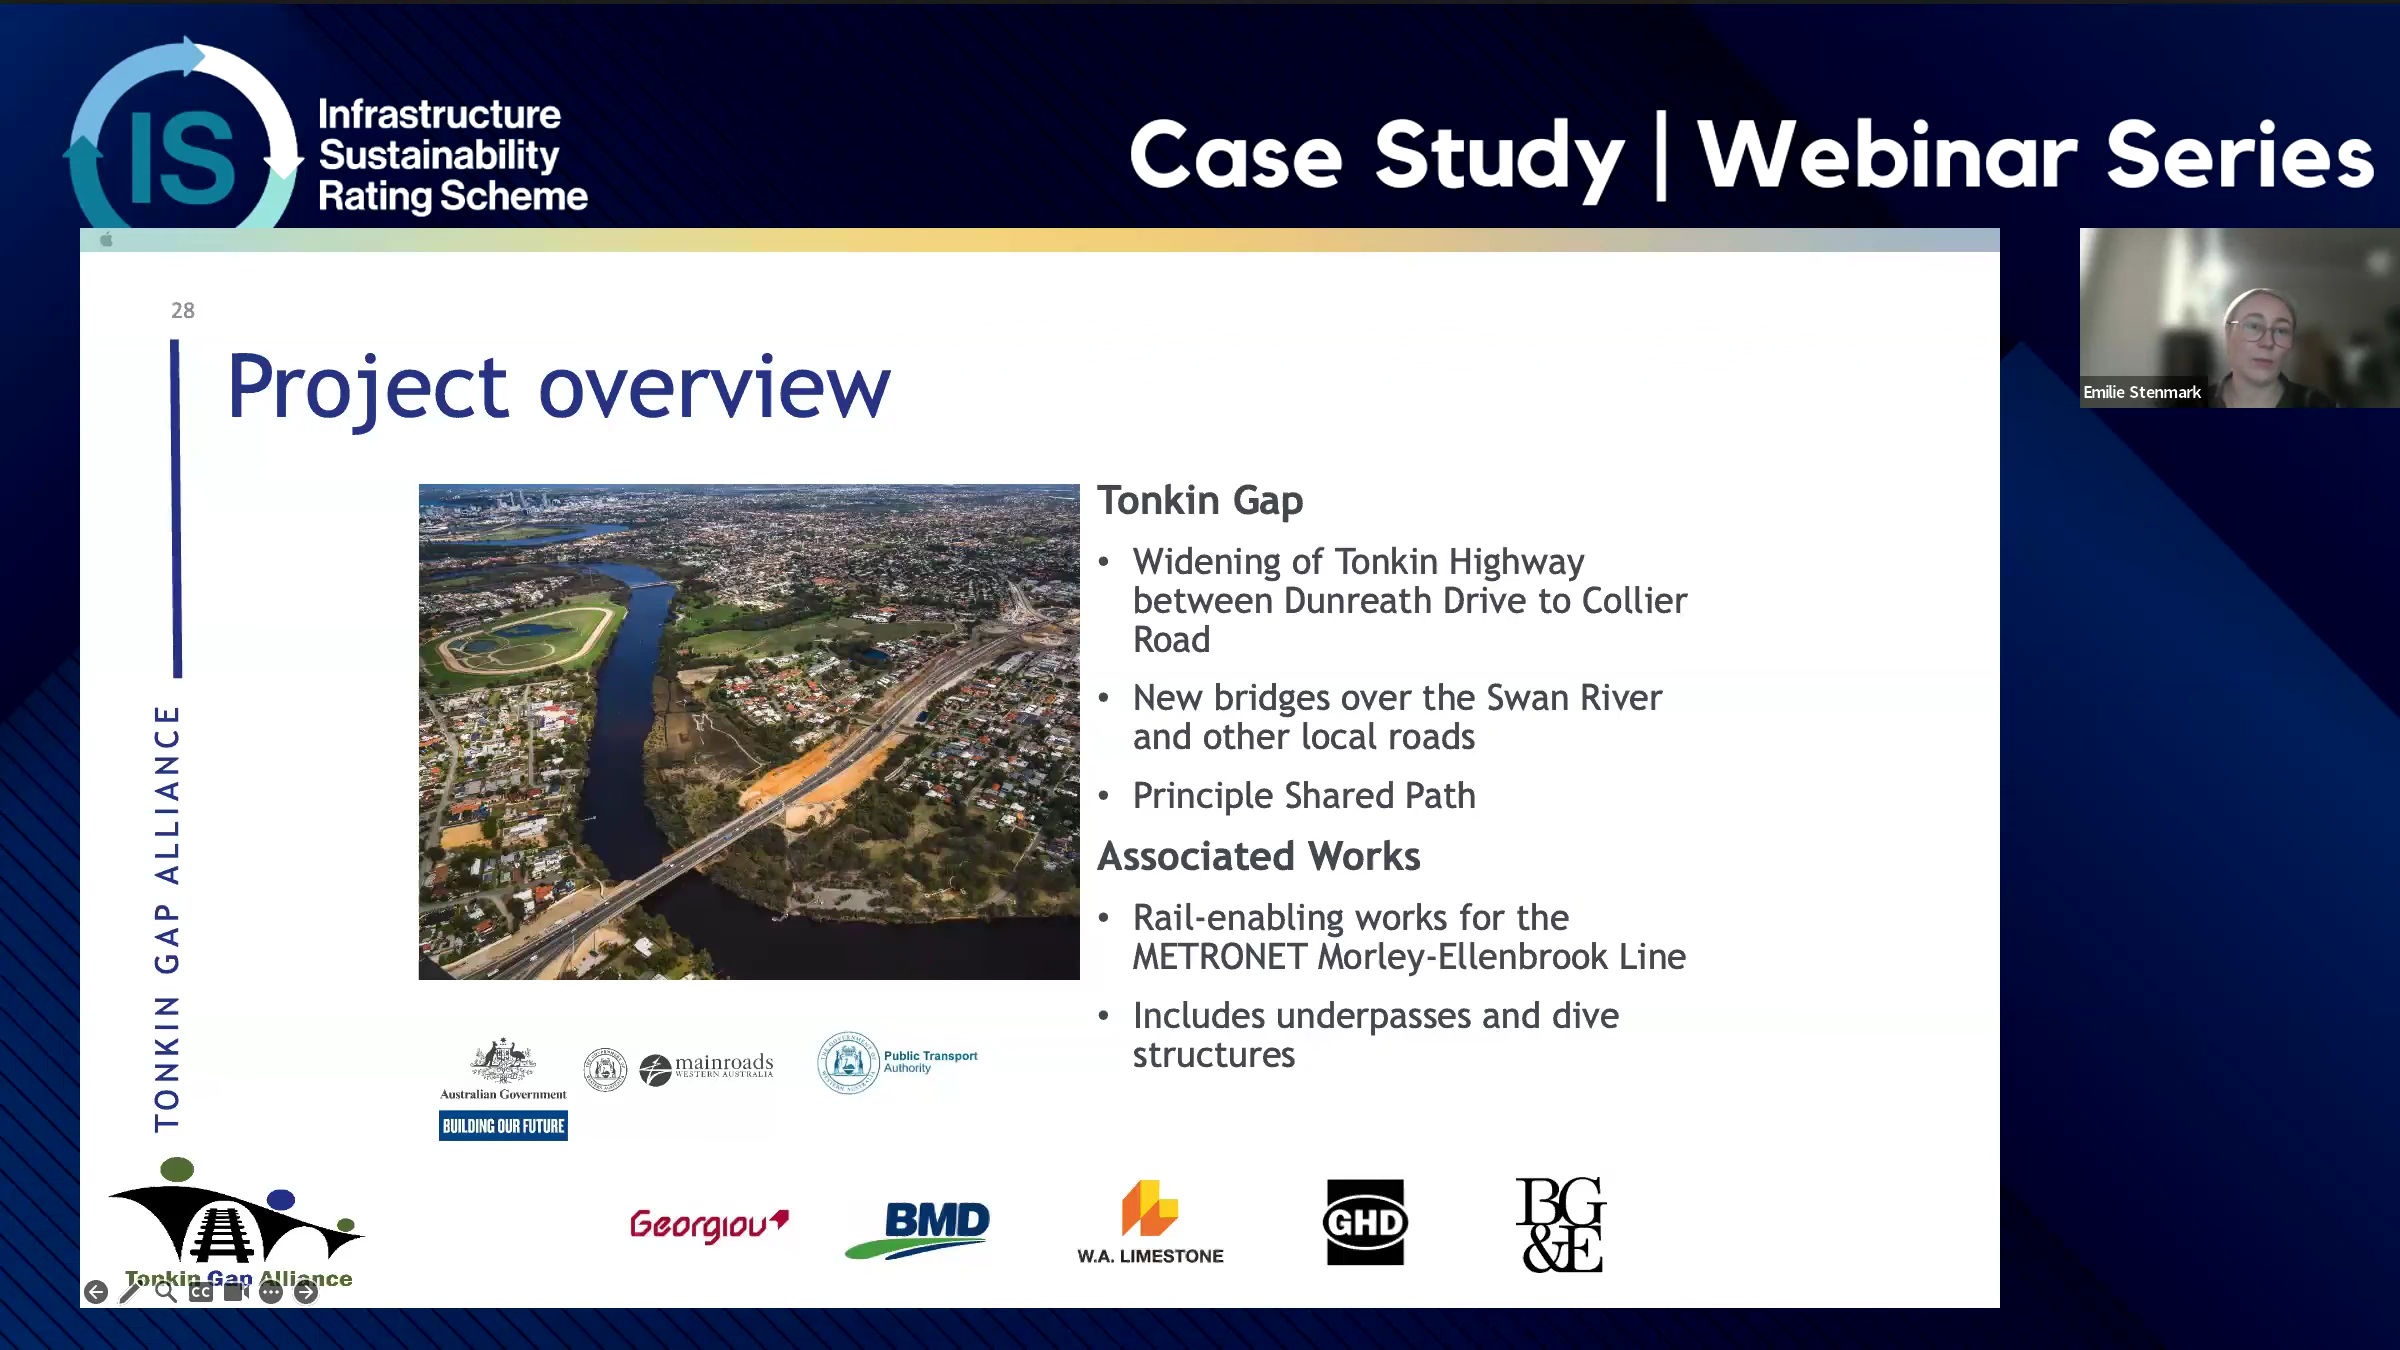 IS
Infrastructure
Sustainability
Rating Scheme
Case Study | Webinar Series
28
Project overview
Emilie Stenmark
TONKIN GAP ALLIANCE
Tonkin Gap
• Widening of Tonkin Highway
between Dunreath Drive to Collier
Road
• New bridges over the Swan River
and other local roads
• Principle Shared Path
Associated Works
• Rail-enabling works for the
METRONET Morley-Ellenbrook Line
• Includes underpasses and dive
structures
Australian Government
BUILDING OUR FUTURE
mainroads
WESTERN AUSTRALIA
Public Transport
Authority
Tonkin Gap Alliance
CC
Georgiou
BMD
W.A. LIMESTONE
GHD
BG
&E